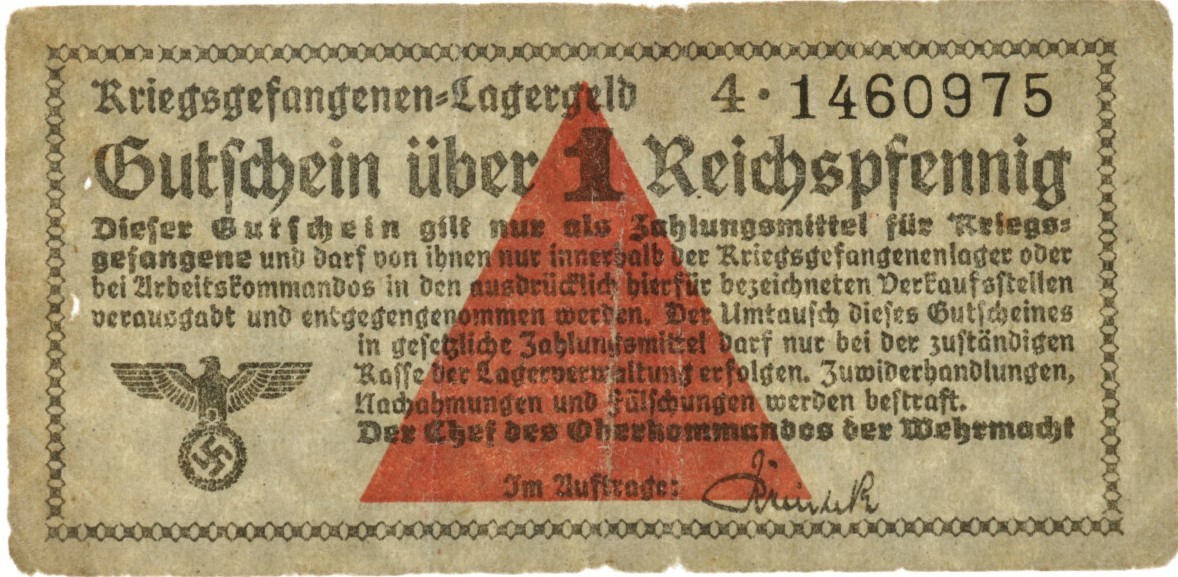 Kriegsgefangenen-Lagergeld 4·1460975
Gutschein über 1 Reichspfennig
Dieser Gutschein gilt nur als Zahlungsmittel für Kriegs-
gefangene und darf von ihnen nur innerhalb der Kriegsgefangenenlager oder
bei Arbeitskommandos in den ausdrücklich hierfür bezeichneten Verkaufsstellen
verausgabt und entgegengenommen werden. Der Umtausch dieses Gutscheines
in gesetzliche Zahlungsmittel darf nur bei der zuständigen
Kasse der Lagerverwaltung erfolgen. Zuwiderhandlungen,
Nachahmungen und Fälschungen werden bestraft.
Der Chef des Oberkommandos der Wehrmacht
Im Auftrage: